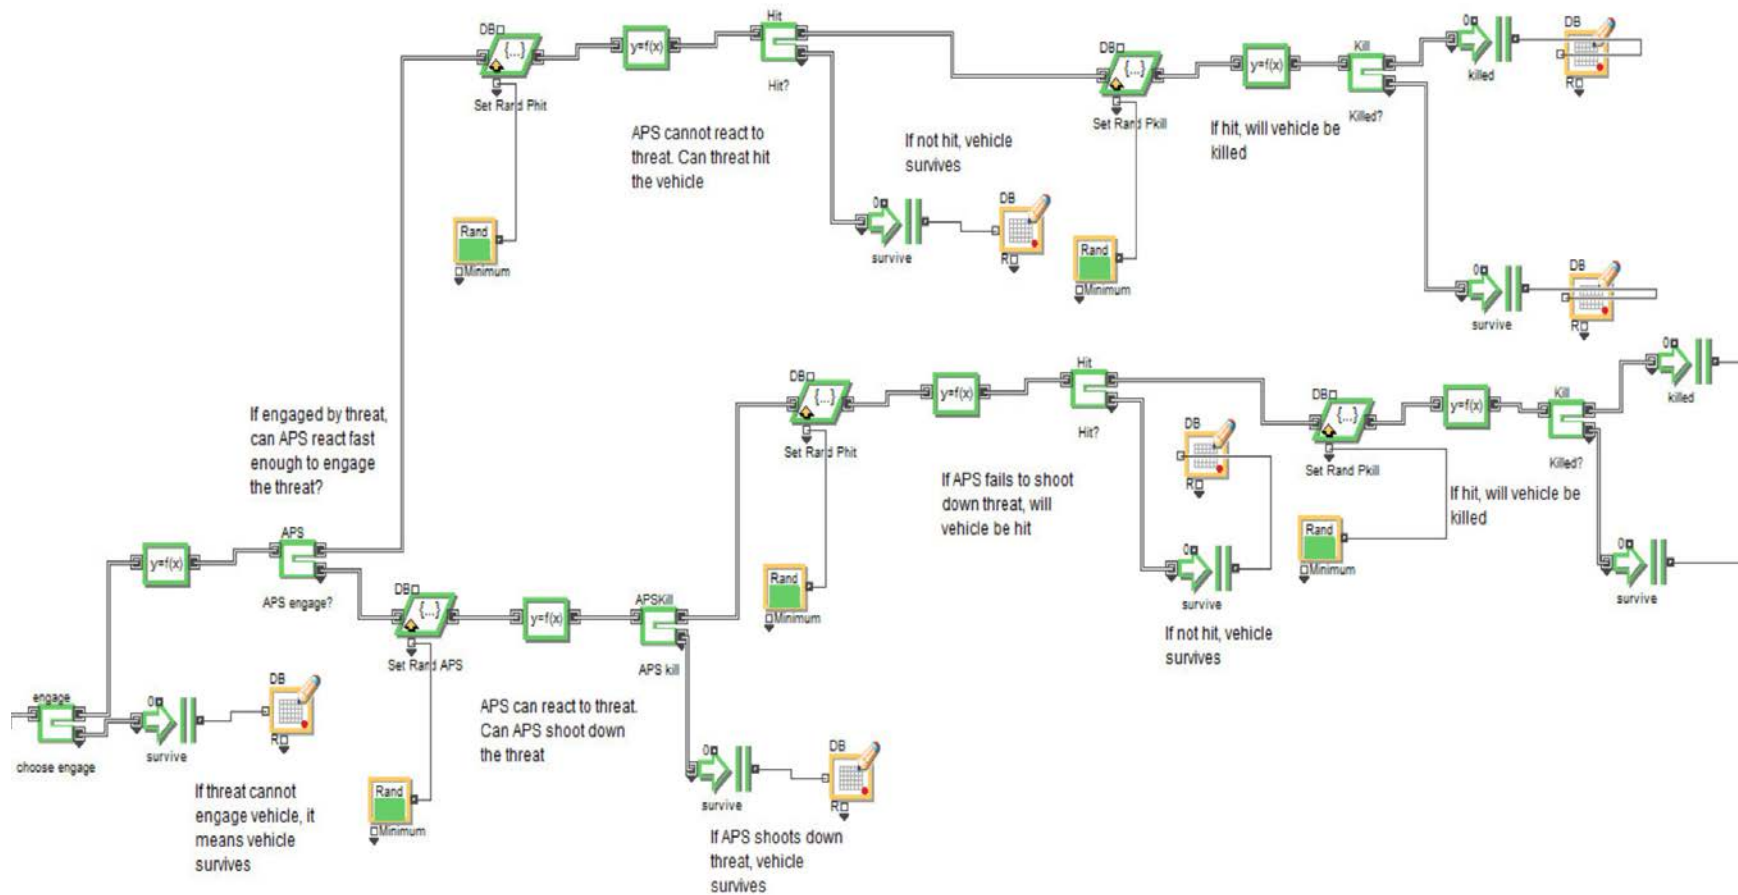 DB
{...}
Set Rand Phit
Rand
Minimum
y=f(x)
Hit
Hit?
APS cannot react to
threat. Can threat hit
the vehicle
If not hit, vehicle
survives
0
survive
DB
R
DB
{...}
Set Rand Pkill
Rand
Minimum
y=f(x)
If hit, will vehicle be
killed
Kill
Killed?
0
killed
DB
R
0
survive
DB
R
If engaged by threat,
can APS react fast
enough to engage
the threat?
DB
{...}
Set Rand Phit
Rand
Minimum
y=f(x)
If APS fails to shoot
down threat, will
vehicle be hit
Hit
Hit?
DB
R
0
survive
If not hit, vehicle
survives
DB
{...}
Set Rand Pkill
Rand
Minimum
If hit, will vehicle be
killed
y=f(x)
Kill
Killed?
0
killed
0
survive
y=f(x)
APS
APS engage?
DB
{...}
Set Rand APS
Rand
Minimum
y=f(x)
APSKill
APS kill
APS can react to threat.
Can APS shoot down
the threat
0
survive
DB
R
If APS shoots down
threat, vehicle
survives
engage
choose engage
0
survive
DB
R
If threat cannot
engage vehicle, it
means vehicle
survives